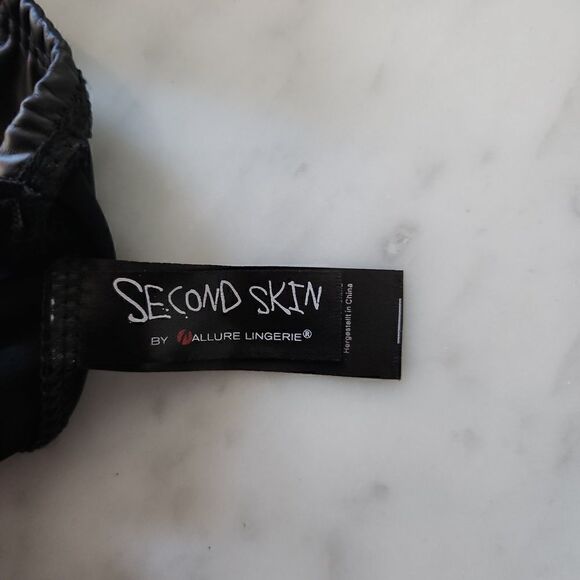 SECOND SKIN
BY ALLURE LINGERIE®
Hergestellt in China